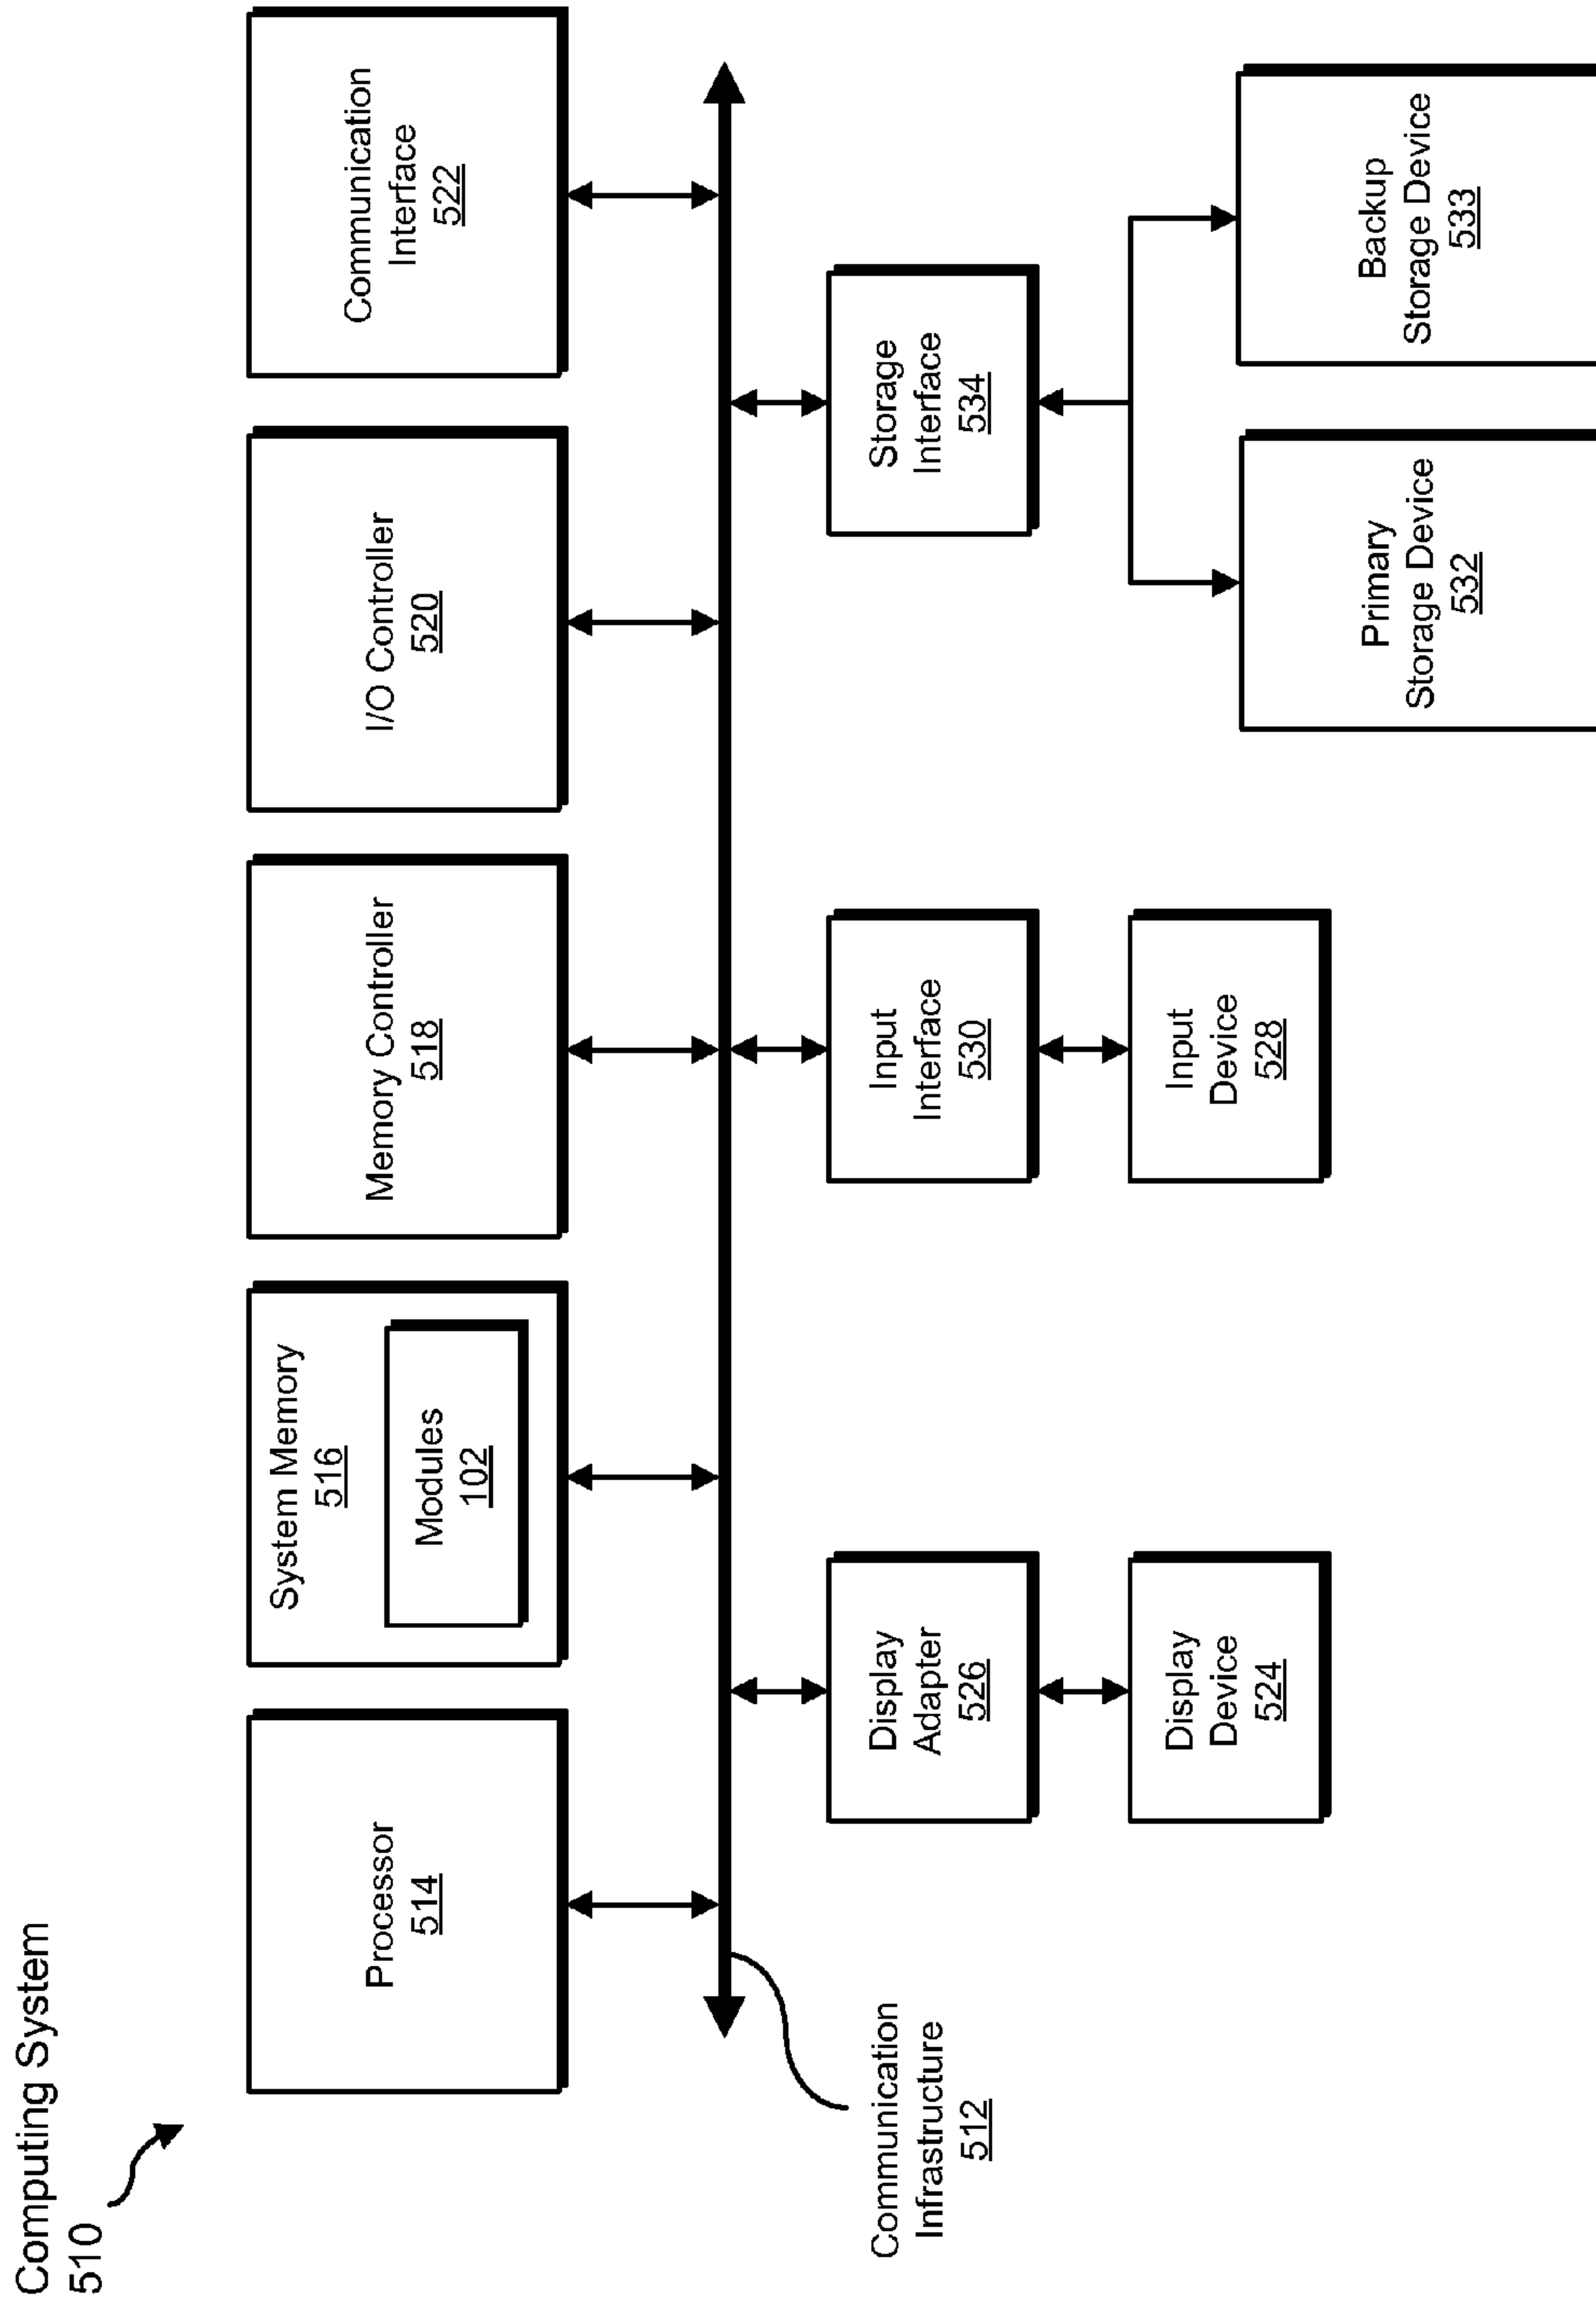 Computing System
510
Processor
514
System Memory
516
Modules
102
Memory Controller
518
I/O Controller
520
Communication
Interface
522
Communication
Infrastructure
512
Display
Adapter
526
Input
Interface
530
Storage
Interface
534
Display
Device
524
Input
Device
528
Primary
Storage Device
532
Backup
Storage Device
533